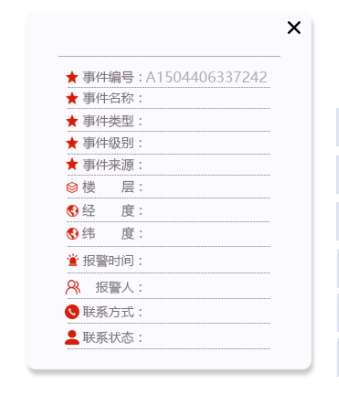 事件编号：A1504406337242
事件名称：
事件类型：
事件级别：
事件来源：
楼　　层：
经　　度：
纬　　度：
报警时间：
报警人：
联系方式：
联系状态：